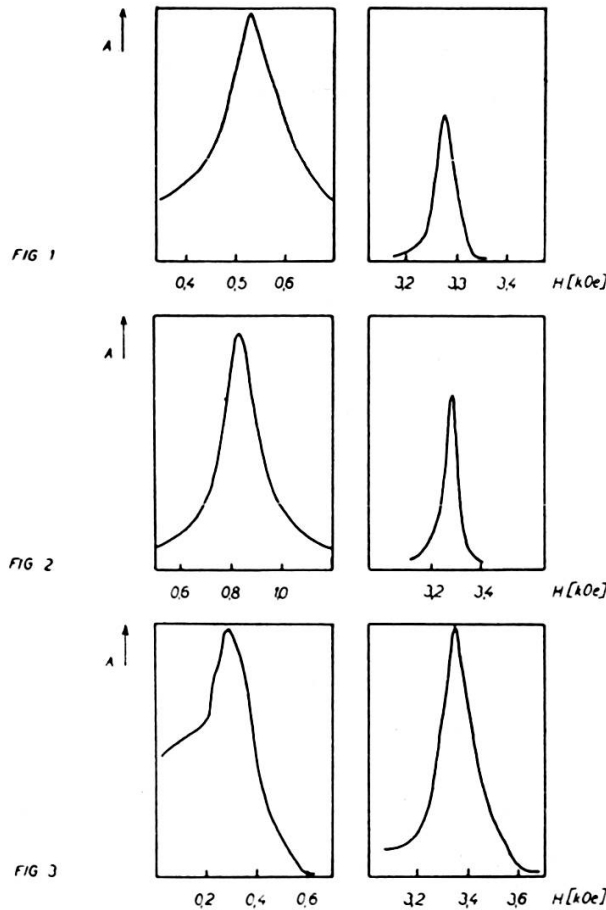 A
FIG 1
0,4 0,5 0,6 3,2 3,3 3,4 H [kOe]
A
FIG 2
0,6 0,8 1,0 3,2 3,4 H [kOe]
A
FIG 3
0,2 0,4 0,6 3,2 3,4 3,6 H [kOe]